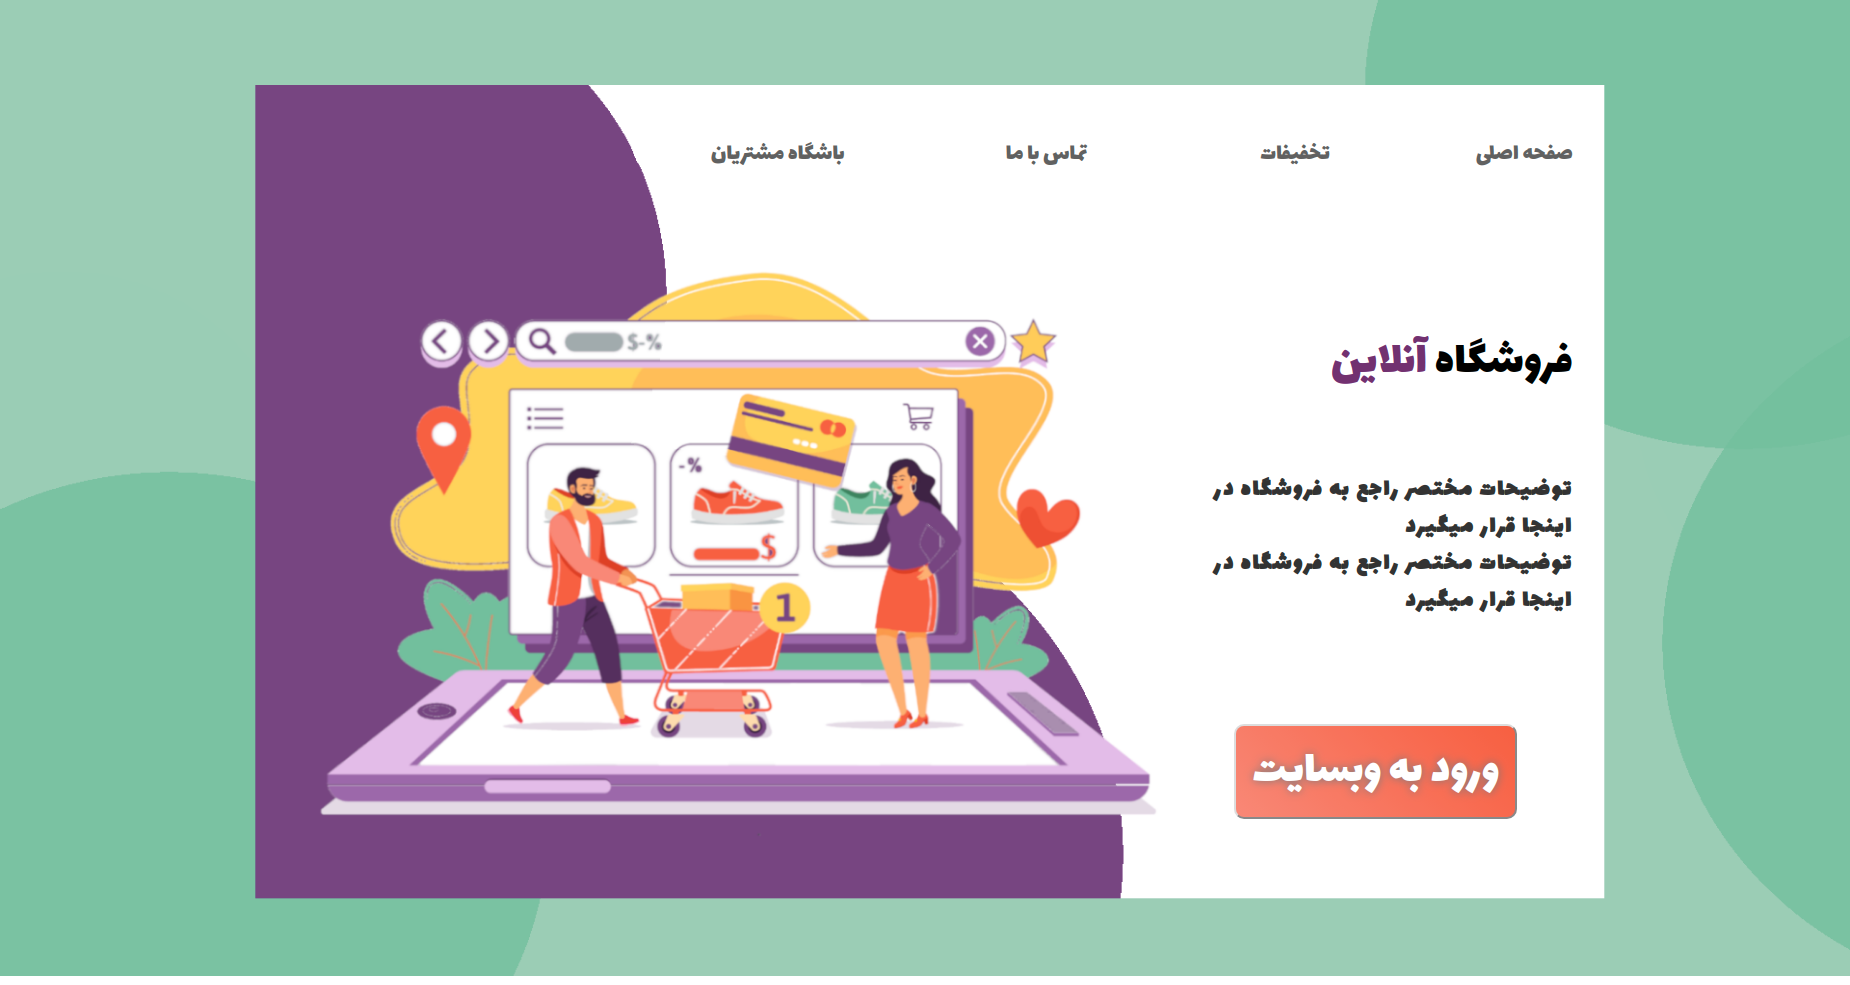 صفحه اصلی
تخفیفات
تماس با ما
باشگاه مشتریان
$-%
فروشگاه آنلاین
-%
$
1
توضیحات مختصر راجع به فروشگاه در
اینجا قرار میگیرد
توضیحات مختصر راجع به فروشگاه در
اینجا قرار میگیرد
ورود به وبسایت